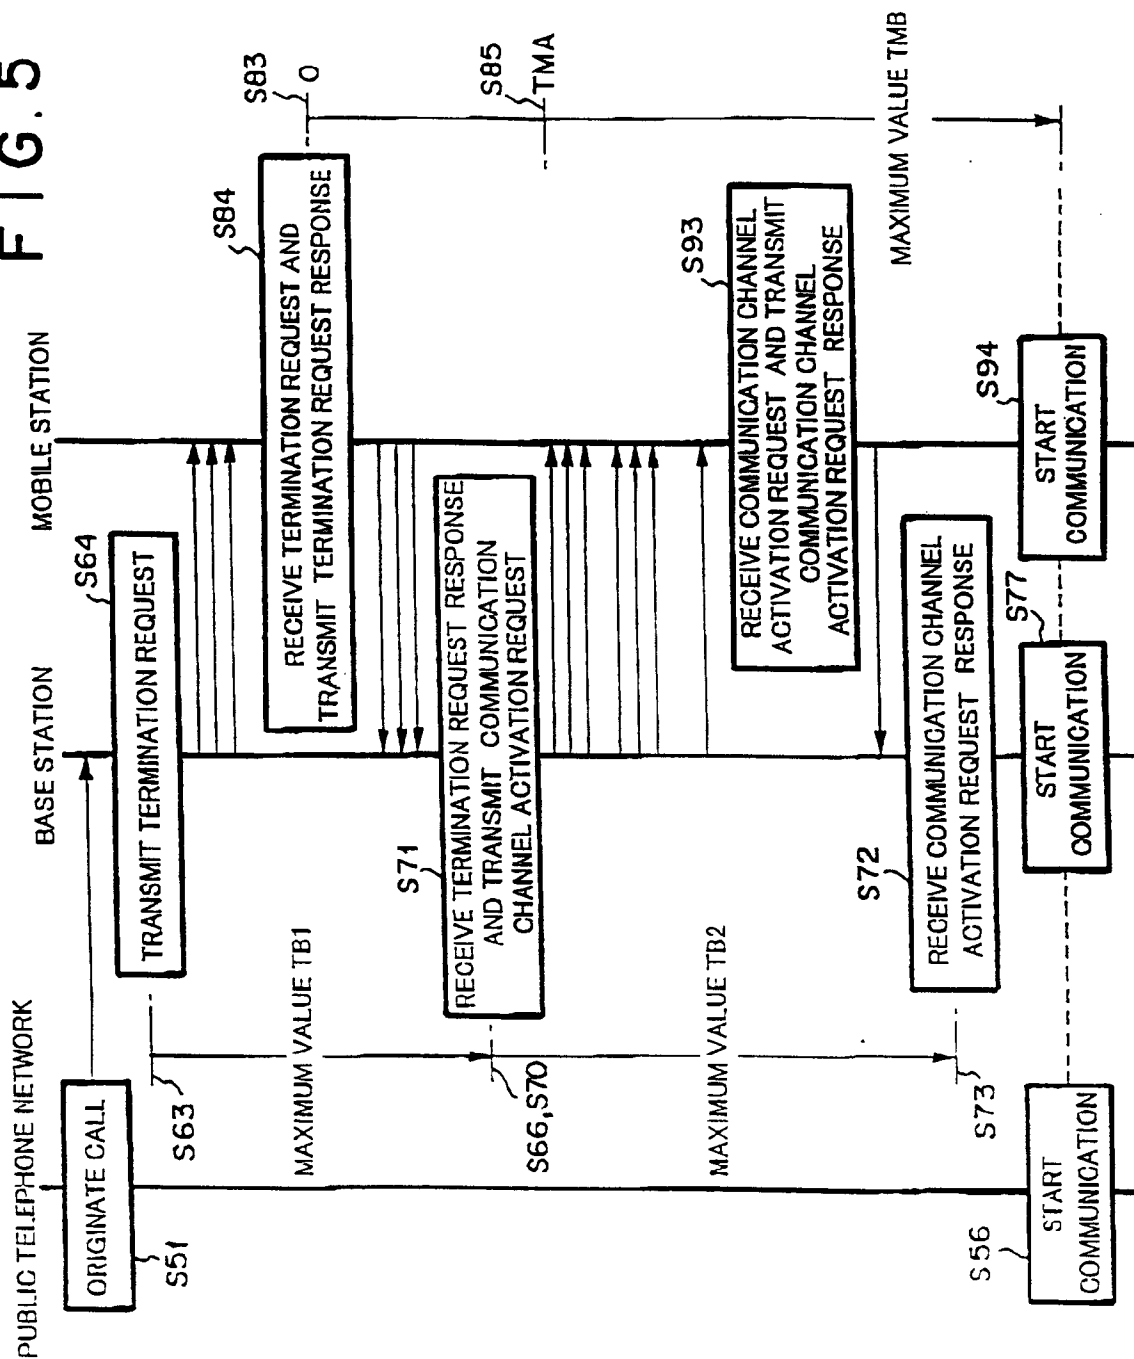 FIG. 5
PUBLIC TELEPHONE NETWORK
BASE STATION
MOBILE STATION
ORIGINATE CALL
S51
S63
TRANSMIT TERMINATION REQUEST
S64
S83
0
RECEIVE TERMINATION REQUEST AND
TRANSMIT TERMINATION REQUEST RESPONSE
S84
MAXIMUM VALUE TB1
S66,S70
RECEIVE TERMINATION REQUEST RESPONSE
AND TRANSMIT COMMUNICATION
CHANNEL ACTIVATION REQUEST
S71
S85
TMA
MAXIMUM VALUE TB2
RECEIVE COMMUNICATION CHANNEL
ACTIVATION REQUEST AND TRANSMIT
COMMUNICATION CHANNEL
ACTIVATION REQUEST RESPONSE
S93
MAXIMUM VALUE TMB
S73
RECEIVE COMMUNICATION CHANNEL
ACTIVATION REQUEST RESPONSE
S72
START
COMMUNICATION
S56
START
COMMUNICATION
S77
START
COMMUNICATION
S94